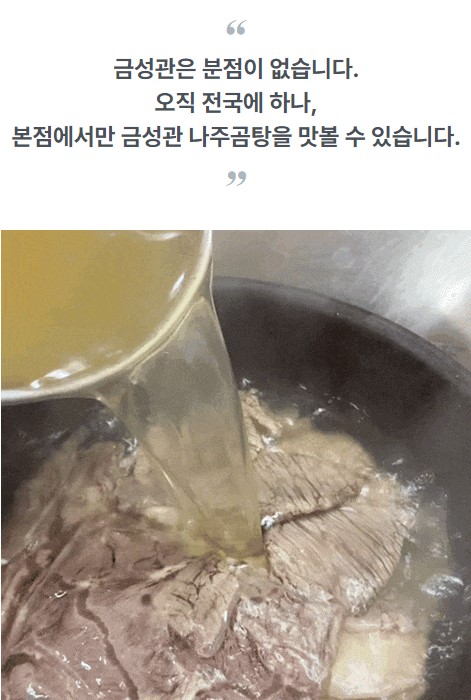 “
금성관은 분점이 없습니다.
오직 전국에 하나,
본점에서만 금성관 나주곰탕을 맛볼 수 있습니다.
”